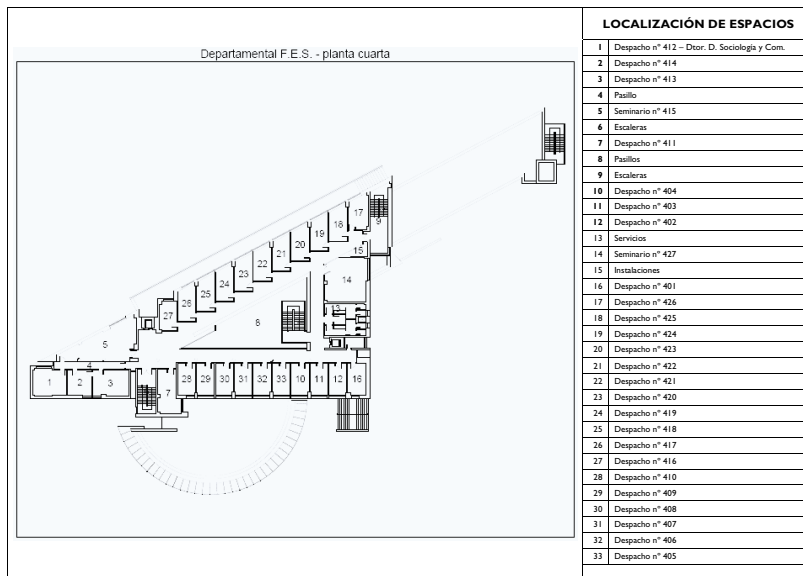 LOCALIZACIÓN DE ESPACIOS
Departamental F.E.S. - planta cuarta
1 Despacho nº 412 – Dtor. D. Sociología y Com.
2 Despacho nº 414
3 Despacho nº 413
4 Pasillo
5 Seminario nº 415
6 Escaleras
7 Despacho nº 411
8 Pasillos
9 Escaleras
10 Despacho nº 404
11 Despacho nº 403
12 Despacho nº 402
13 Servicios
14 Seminario nº 427
15 Instalaciones
16 Despacho nº 401
17 Despacho nº 426
18 Despacho nº 425
19 Despacho nº 424
20 Despacho nº 423
21 Despacho nº 422
22 Despacho nº 421
23 Despacho nº 420
24 Despacho nº 419
25 Despacho nº 418
26 Despacho nº 417
27 Despacho nº 416
28 Despacho nº 410
29 Despacho nº 409
30 Despacho nº 408
31 Despacho nº 407
32 Despacho nº 406
33 Despacho nº 405
17
9
18
19
20
15
21
22
14
23
24
25
26
13
27
8
5
4
1 2 3
7
28 29 30 31 32 33 10 11 12 16